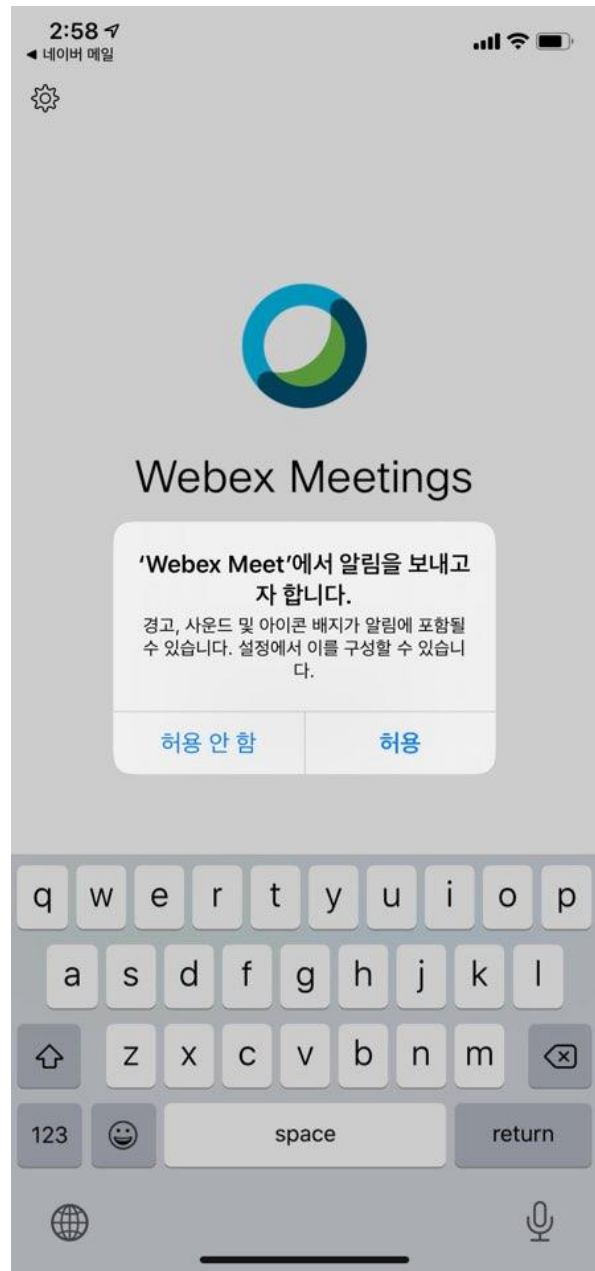 2:58
◀ 네이버 메일
Webex Meetings
‘Webex Meet’에서 알림을 보내고
자 합니다.
경고, 사운드 및 아이콘 배지가 알림에 포함될
수 있습니다. 설정에서 이를 구성할 수 있습니
다.
허용 안 함 허용
q w e r t y u i o p
a s d f g h j k l
z x c v b n m
123 space return